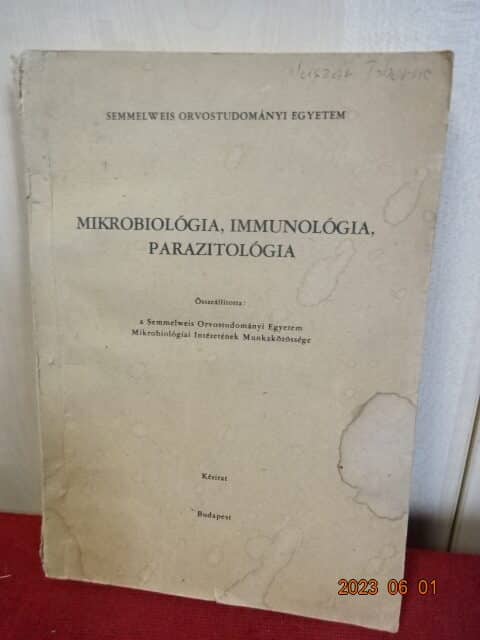 SEMMELWEIS ORVOSTUDOMÁNYI EGYETEM
MIKROBIOLÓGIA, IMMUNOLÓGIA,
PARAZITOLÓGIA
Összeállította:
a Semmelweis Orvostudományi Egyetem
Mikrobiológiai Intézetének Munkaközössége
Kézirat
Budapest
2023 06 01